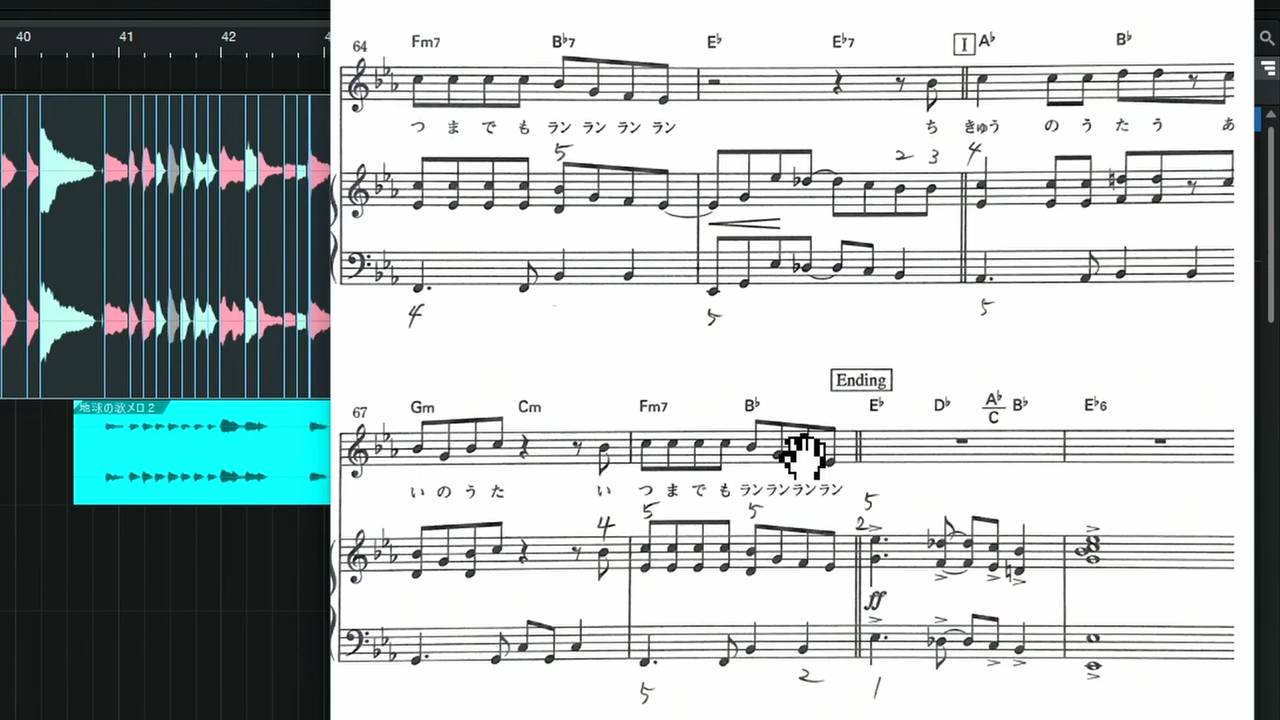 40 41 42
64 Fm7 B♭7 E♭ E♭7 I A♭ B♭
つ まで も ラン ラン ラン ラン ち きゅう の う た う あ
5 2 3 4
4 5 5
地球の歌メロ 2
Ending
67 Gm Cm Fm7 B♭ E♭ D♭ A♭/C B♭ E♭6
い の う た い つ ま で も ランランランラン
4 5 5 5
2
ff
5 2 1